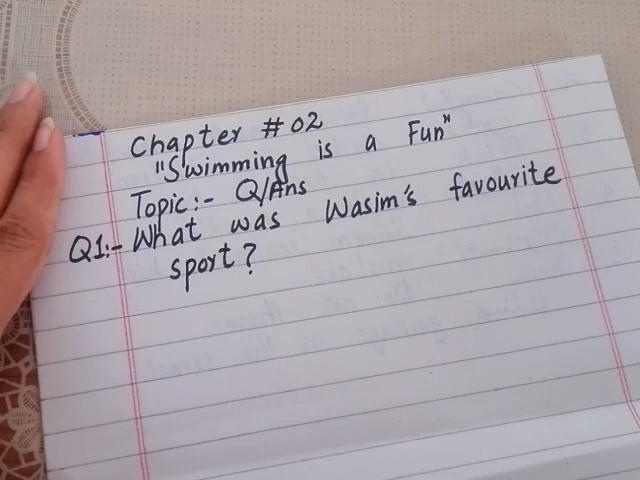 Chapter # 02
"Swimming is a Fun"
Topic:- Q/Ans
Q1:- What was Wasim's favourite
sport?